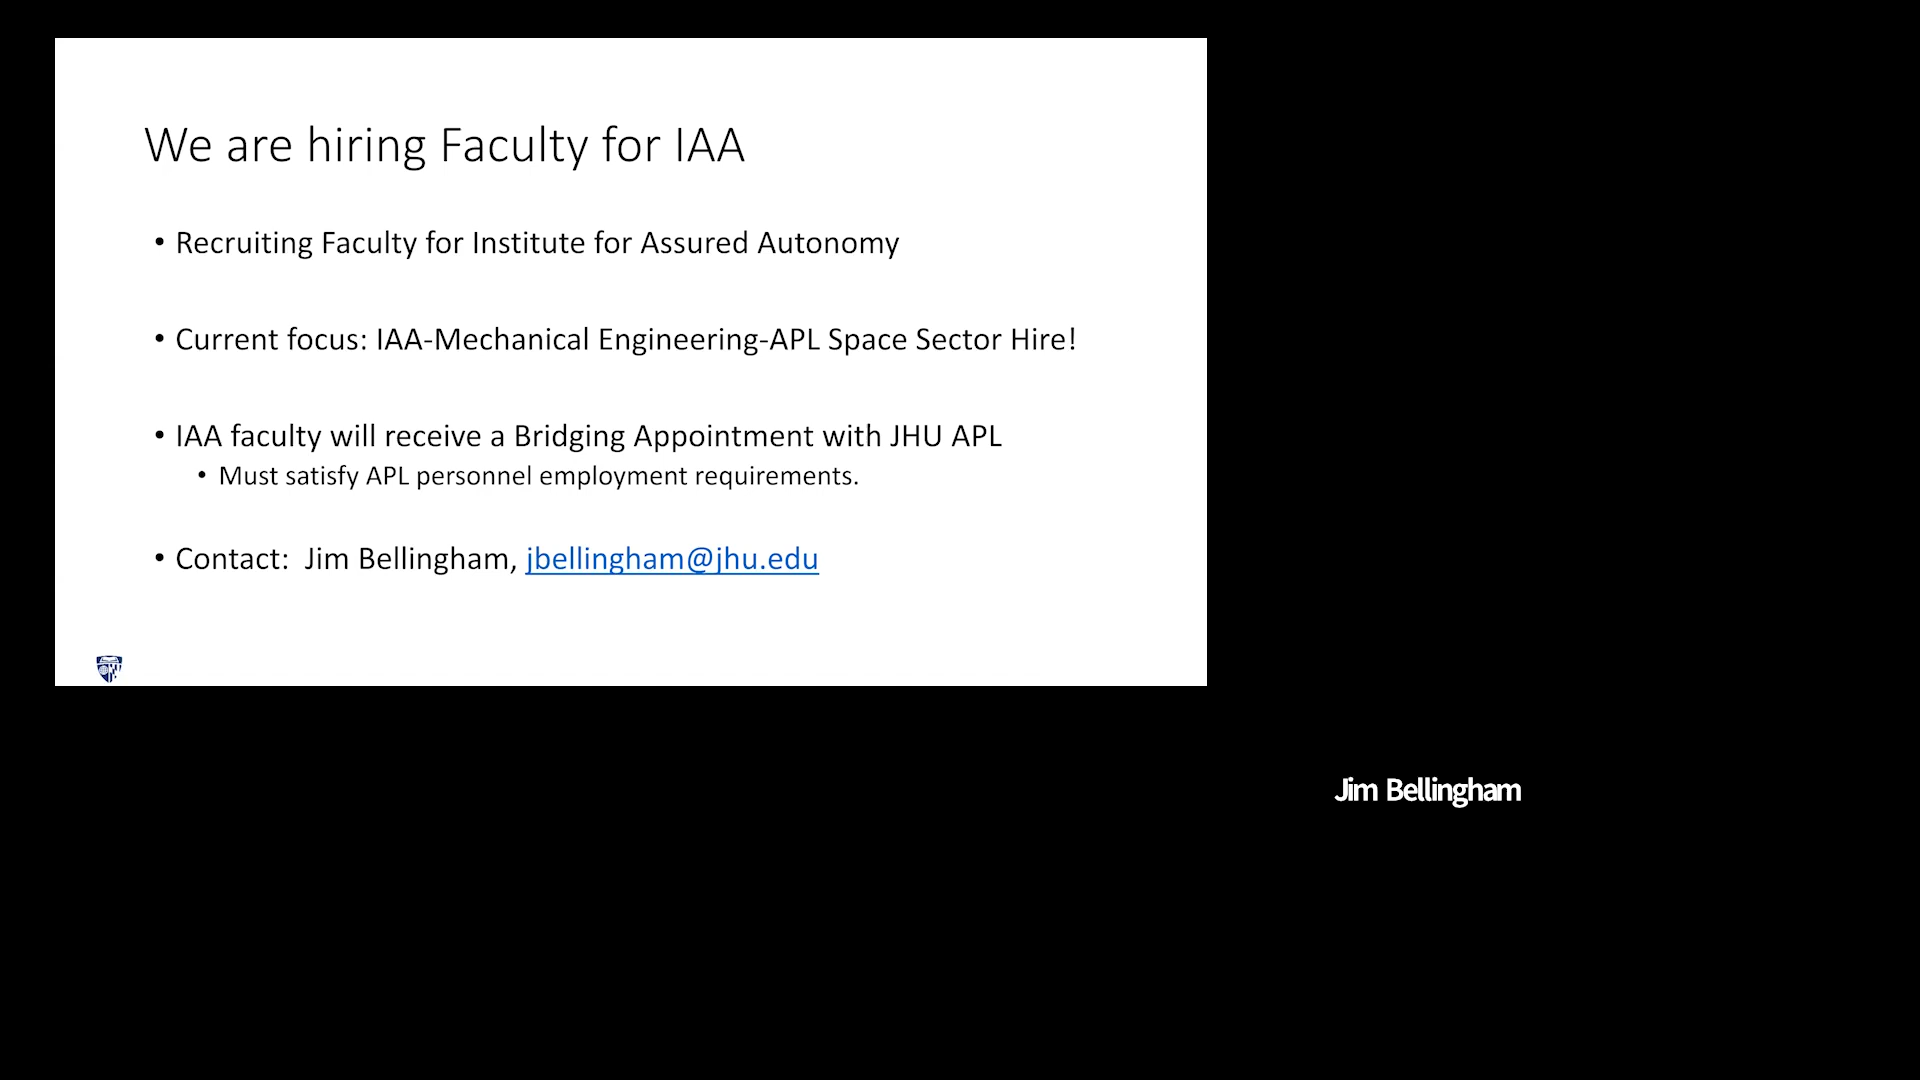 We are hiring Faculty for IAA
• Recruiting Faculty for Institute for Assured Autonomy
• Current focus: IAA-Mechanical Engineering-APL Space Sector Hire!
• IAA faculty will receive a Bridging Appointment with JHU APL
• Must satisfy APL personnel employment requirements.
• Contact:  Jim Bellingham, jbellingham@jhu.edu
Jim Bellingham